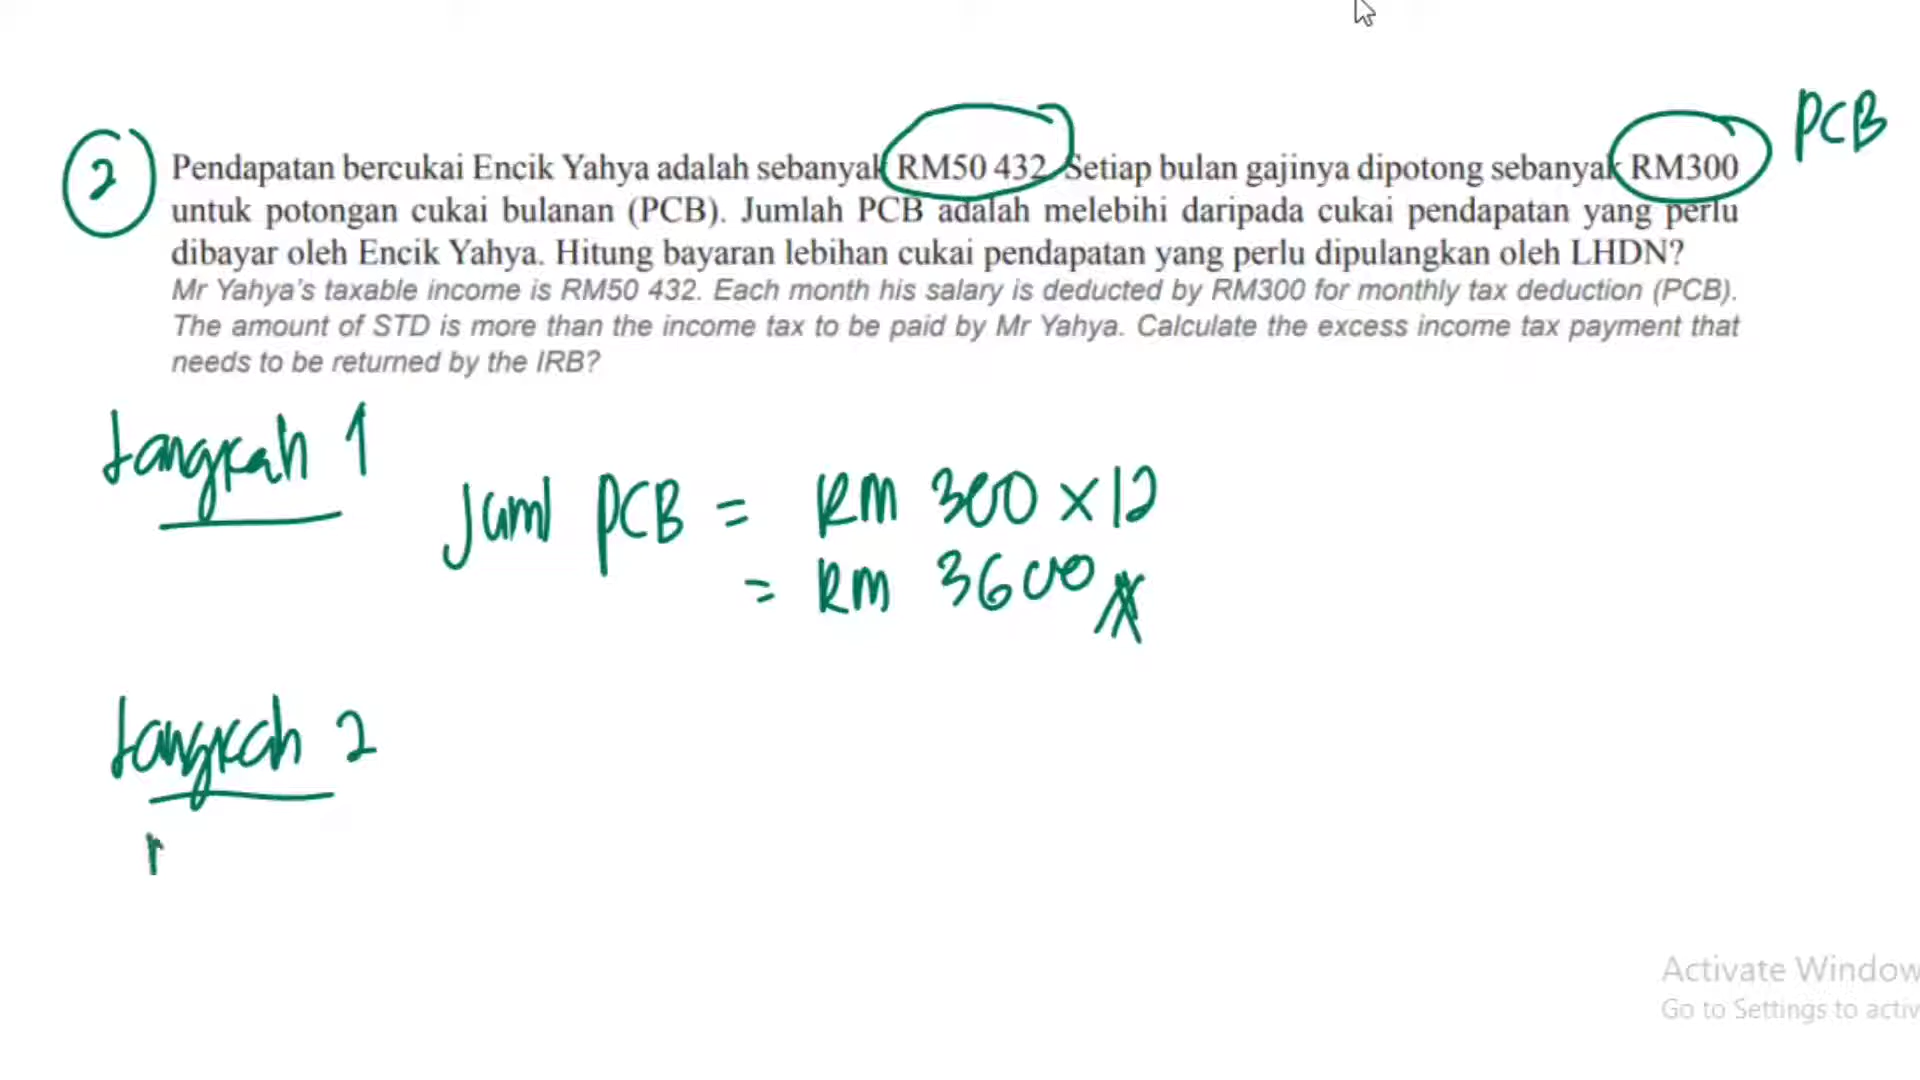 PCB
2
Pendapatan bercukai Encik Yahya adalah sebanyak RM50 432. Setiap bulan gajinya dipotong sebanyak RM300
untuk potongan cukai bulanan (PCB). Jumlah PCB adalah melebihi daripada cukai pendapatan yang perlu
dibayar oleh Encik Yahya. Hitung bayaran lebihan cukai pendapatan yang perlu dipulangkan oleh LHDN?
Mr Yahya's taxable income is RM50 432. Each month his salary is deducted by RM300 for monthly tax deduction (PCB).
The amount of STD is more than the income tax to be paid by Mr Yahya. Calculate the excess income tax payment that
needs to be returned by the IRB?
Langkah 1
Juml PCB = RM 300 × 12
= RM 3600
Langkah 2
Activate Window
Go to Settings to activ